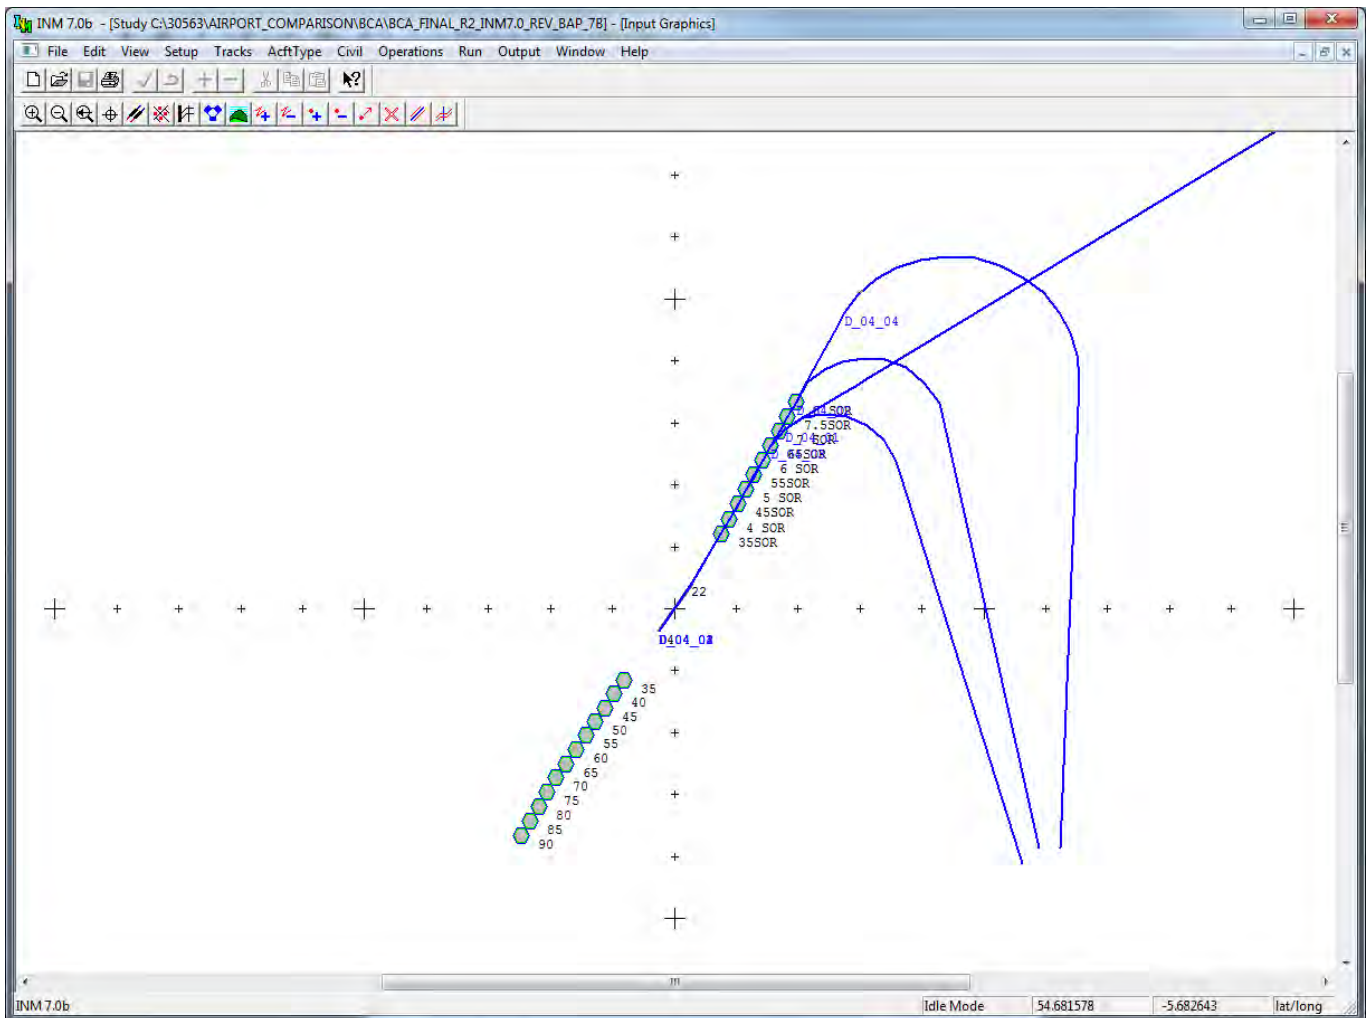 INM 7.0b - [Study C:\30563\AIRPORT_COMPARISON\BCA\BCA_FINAL_R2_INM7.0_REV_BAP_78] - [Input Graphics]
File Edit View Setup Tracks AcftType Civil Operations Run Output Window Help
D_04_04
7.5SOR
6 SOR
55SOR
5 SOR
45SOR
4 SOR
35SOR
22
35
40
45
50
55
60
65
70
75
80
85
90
INM 7.0b Idle Mode 54.681578 -5.682643 lat/long